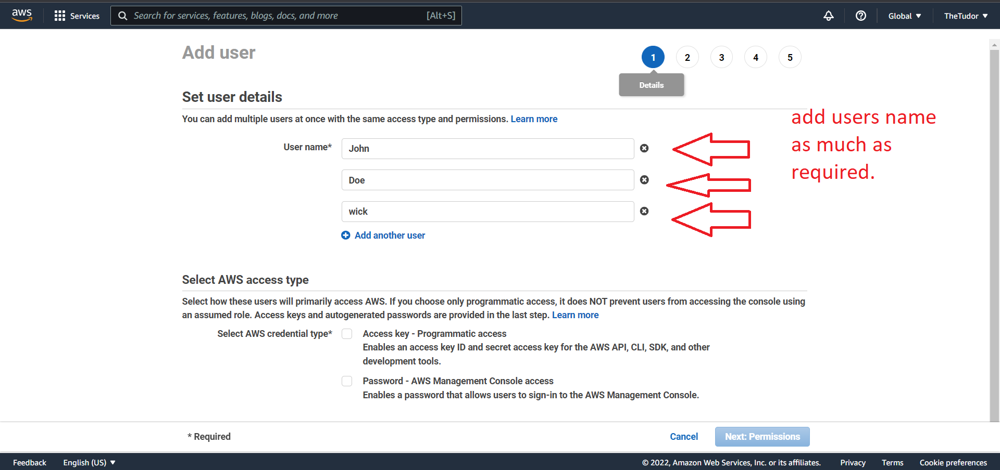 aws
Services
Search for services, features, blogs, docs, and more
[Alt+S]
Global
TheTudor
Add user
1
2
3
4
5
Details
Set user details
You can add multiple users at once with the same access type and permissions. Learn more
add users name
as much as
required.
User name*
John
Doe
wick
Add another user
Select AWS access type
Select how these users will primarily access AWS. If you choose only programmatic access, it does NOT prevent users from accessing the console using
an assumed role. Access keys and autogenerated passwords are provided in the last step. Learn more
Select AWS credential type*
Access key - Programmatic access
Enables an access key ID and secret access key for the AWS API, CLI, SDK, and other
development tools.
Password - AWS Management Console access
Enables a password that allows users to sign-in to the AWS Management Console.
* Required
Cancel
Next: Permissions
Feedback
English (US)
© 2022, Amazon Web Services, Inc. or its affiliates.
Privacy
Terms
Cookie preferences